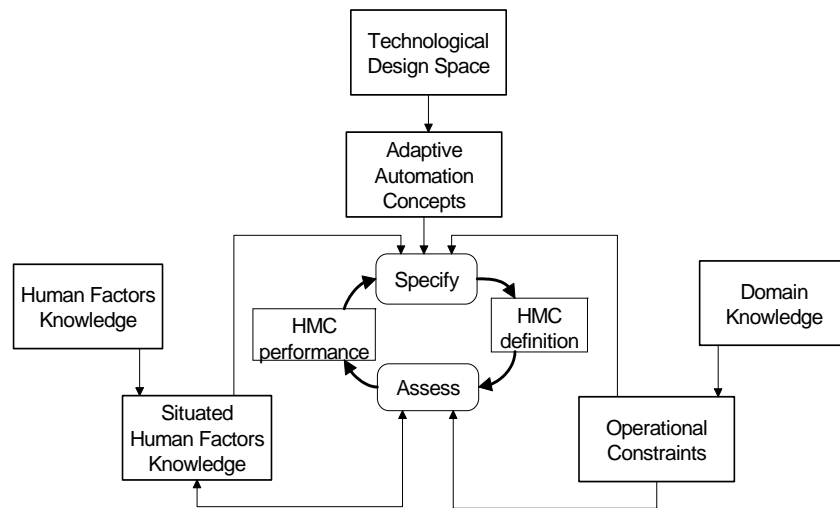 Technological
Design Space
Adaptive
Automation
Concepts
Specify
Human Factors
Knowledge
Domain
Knowledge
HMC
performance
HMC
definition
Assess
Situated
Human Factors
Knowledge
Operational
Constraints